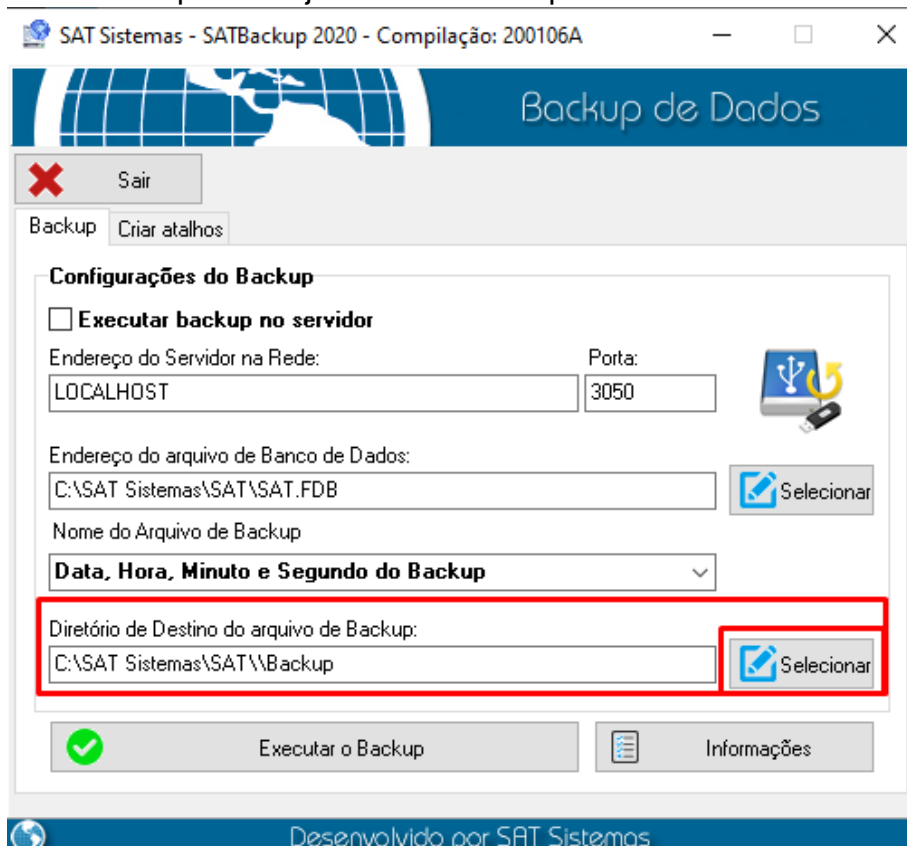 SAT Sistemas - SATBackup 2020 - Compilação: 200106A
Backup de Dados
Sair
Backup Criar atalhos
Configurações do Backup
Executar backup no servidor
Endereço do Servidor na Rede: Porta:
LOCALHOST 3050
Endereço do arquivo de Banco de Dados:
C:\SAT Sistemas\SAT\SAT.FDB Selecionar
Nome do Arquivo de Backup
Data, Hora, Minuto e Segundo do Backup
Diretório de Destino do arquivo de Backup:
C:\SAT Sistemas\SAT\\Backup Selecionar
Executar o Backup Informações
Desenvolvido por SAT Sistemas